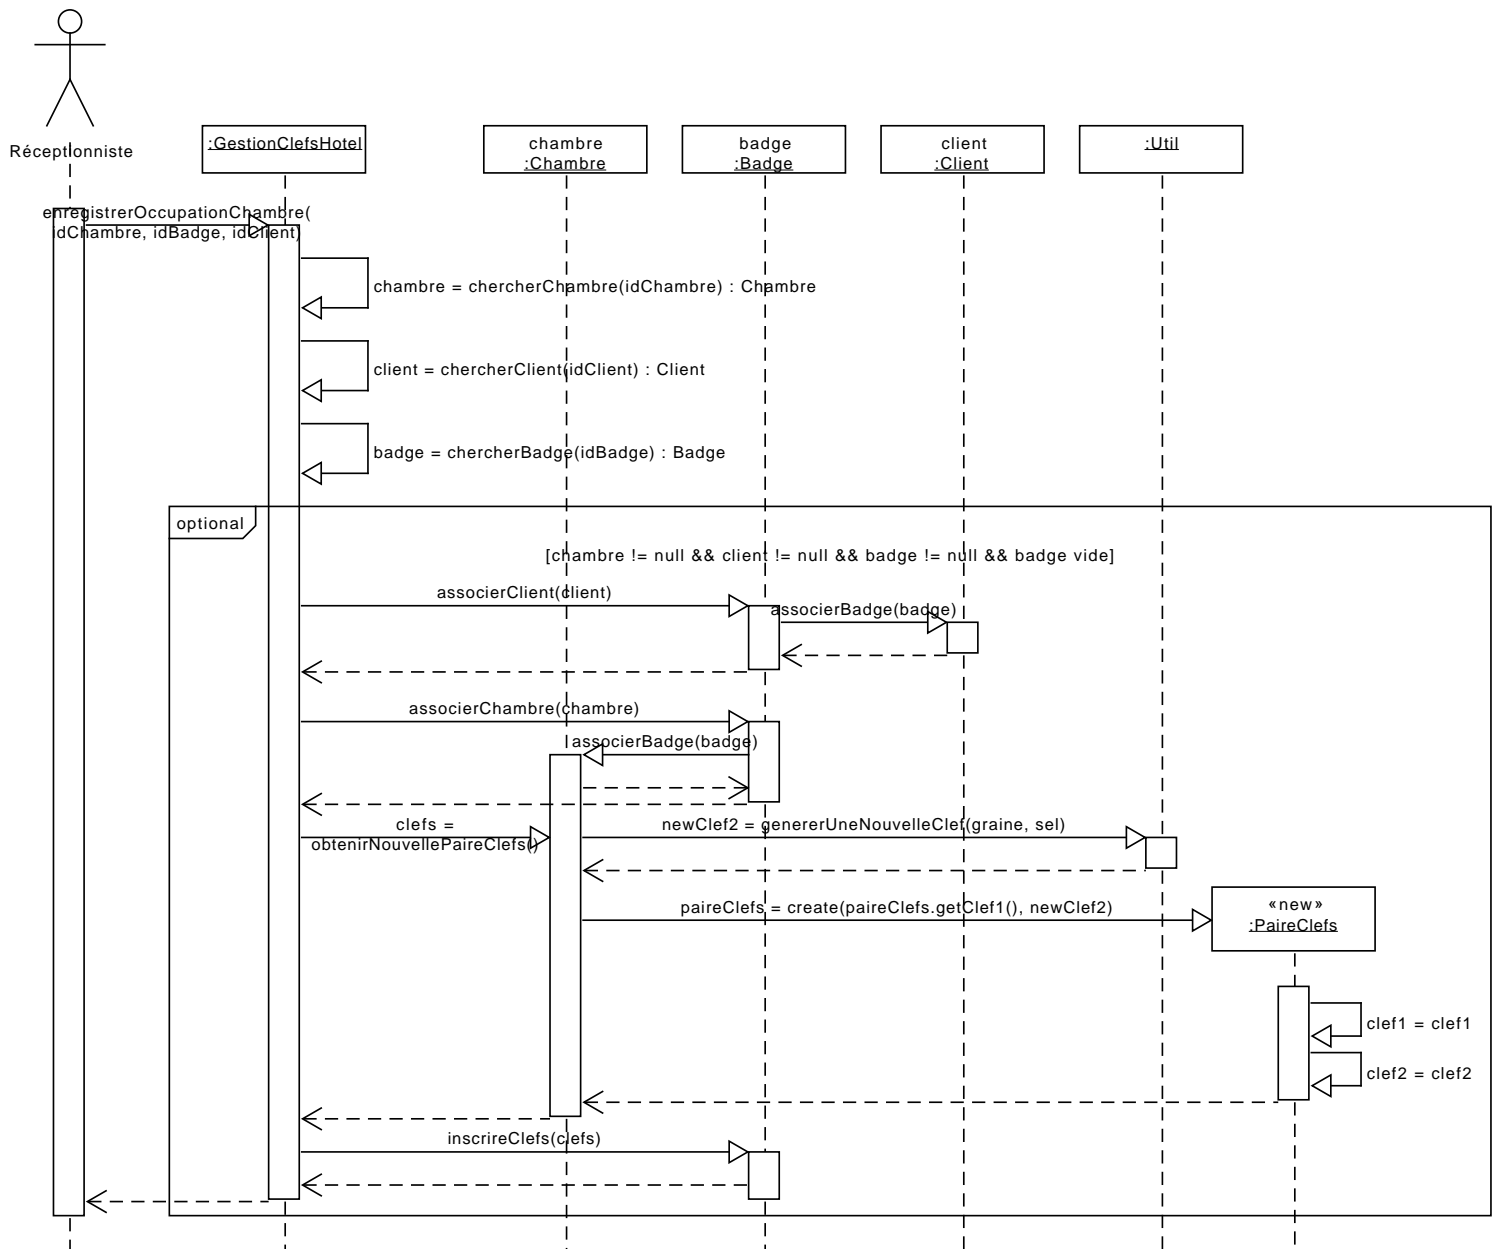 Réceptionniste
:GestionClefsHotel
chambre
:Chambre
badge
:Badge
client
:Client
:Util
enregistrerOccupationChambre(
idChambre, idBadge, idClient)
chambre = chercherChambre(idChambre) : Chambre
client = chercherClient(idClient) : Client
badge = chercherBadge(idBadge) : Badge
optional
[chambre != null && client != null && badge != null && badge vide]
associerClient(client)
associerBadge(badge)
associerChambre(chambre)
associerBadge(badge)
clefs =
obtenirNouvellePaireClefs()
newClef2 = genererUneNouvelleClef(graine, sel)
paireClefs = create(paireClefs.getClef1(), newClef2)
«new»
:PaireClefs
clef1 = clef1
clef2 = clef2
inscrireClefs(clefs)